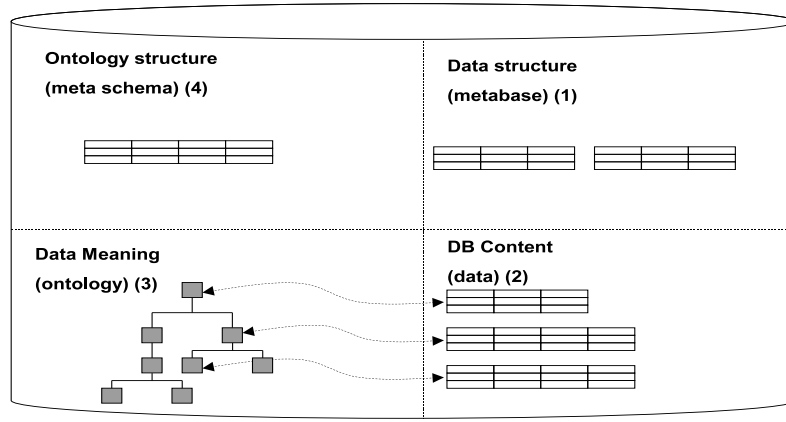 Ontology structure
(meta schema) (4)
Data structure
(metabase) (1)
Data Meaning
(ontology) (3)
DB Content
(data) (2)